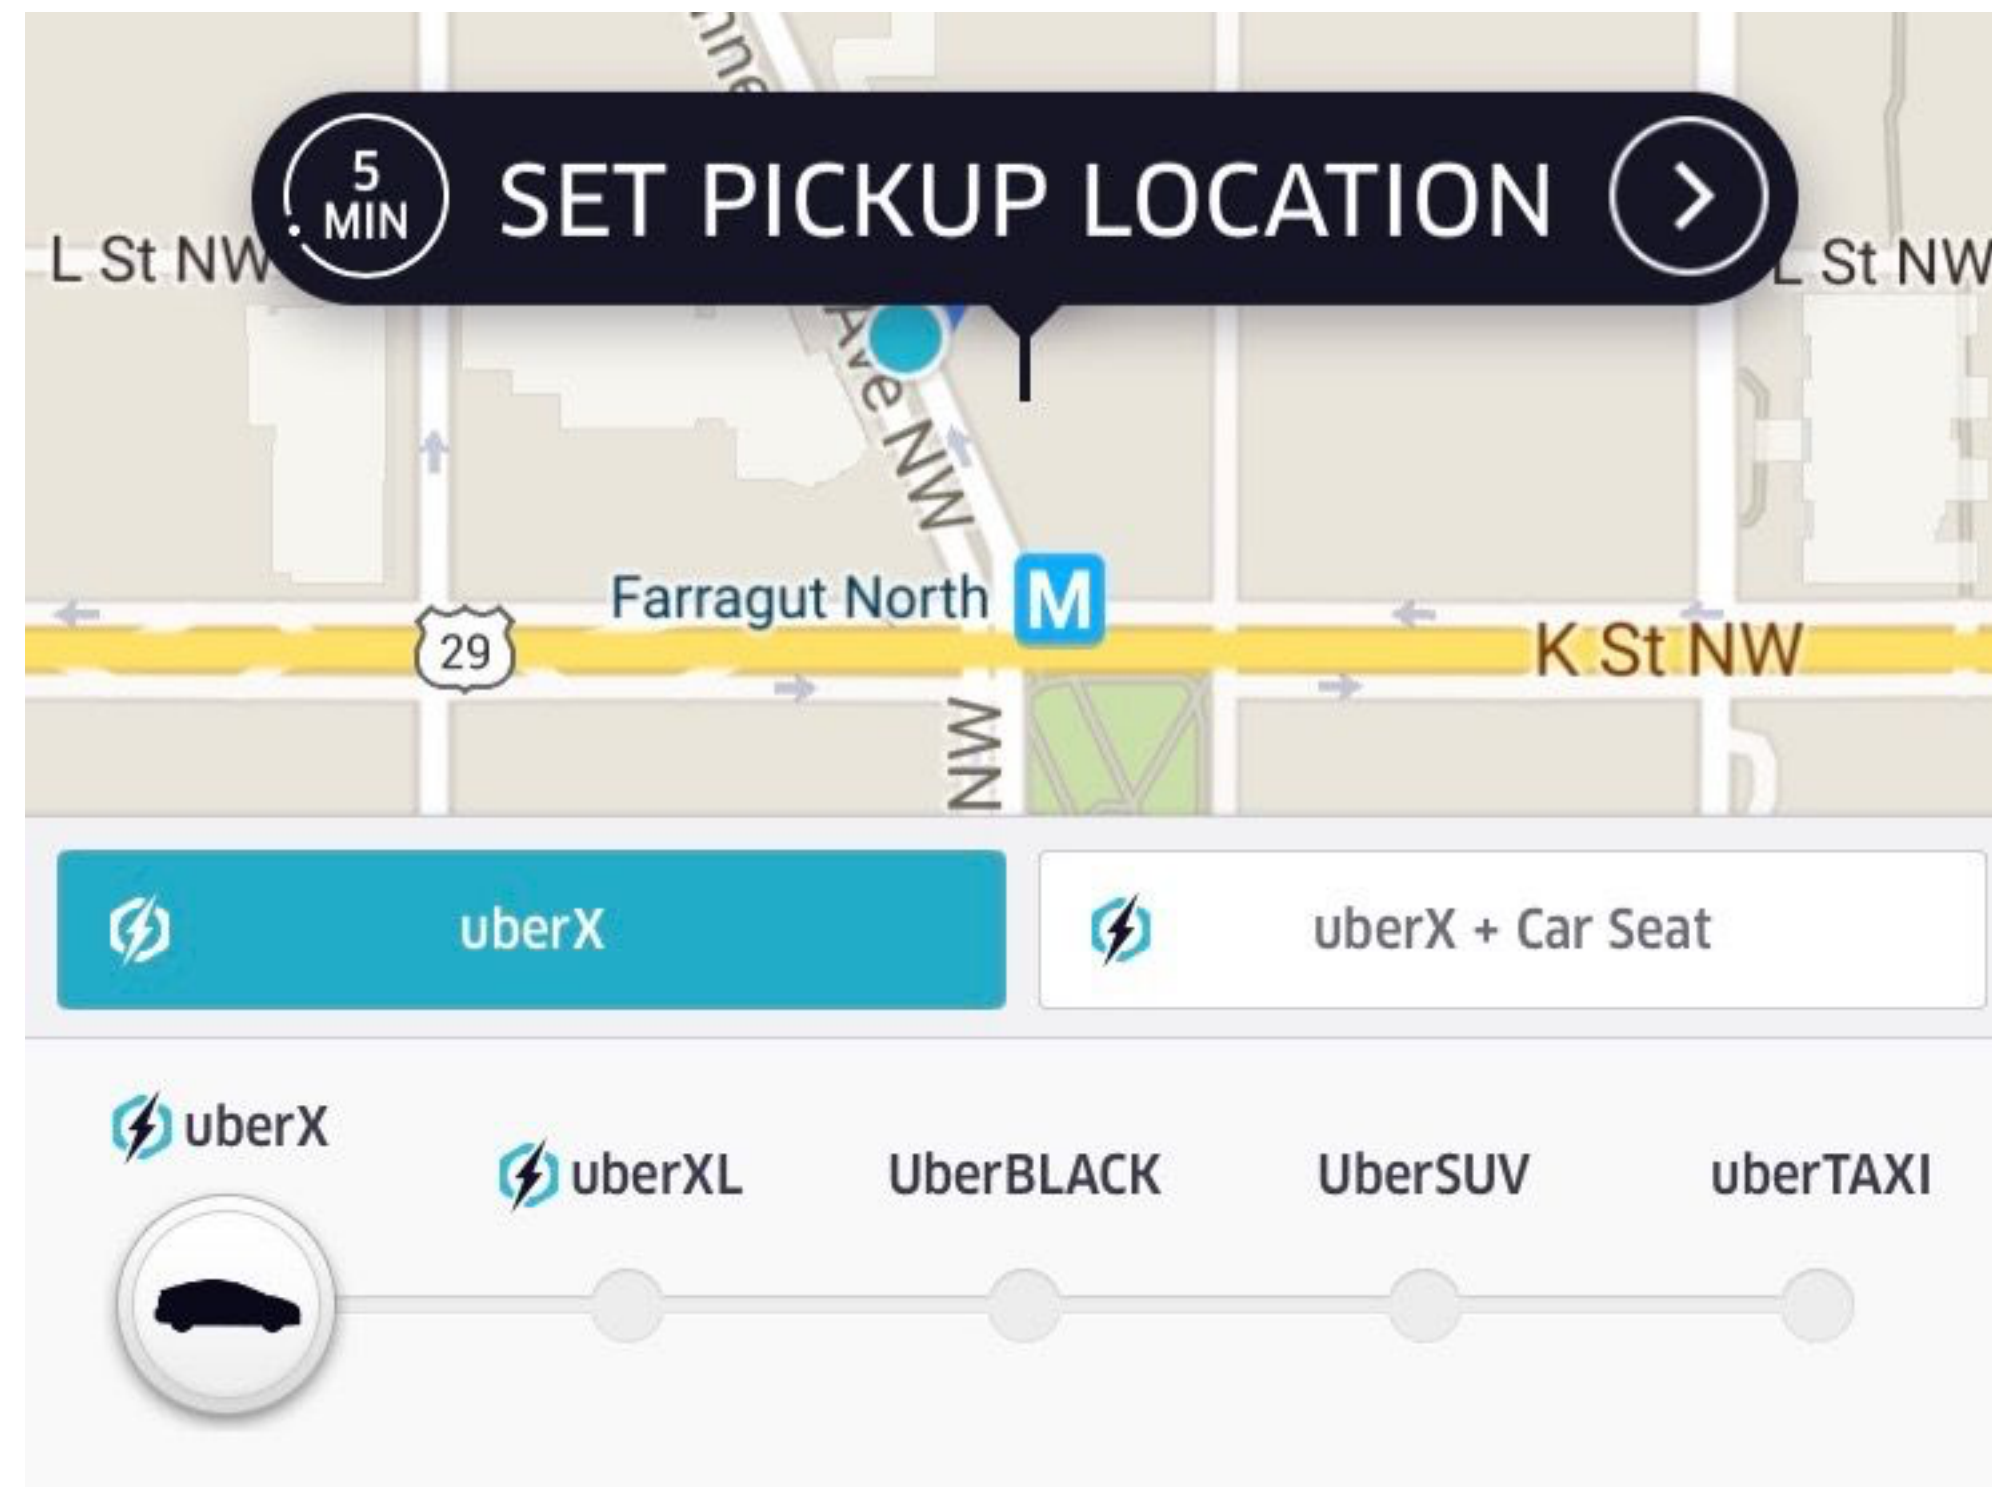 nne
5
MIN
SET PICKUP LOCATION
L St NW
L St NW
Ave NW
Farragut North
M
29
K St NW
NW
uberX
uberX + Car Seat
uberX
uberXL
UberBLACK
UberSUV
uberTAXI